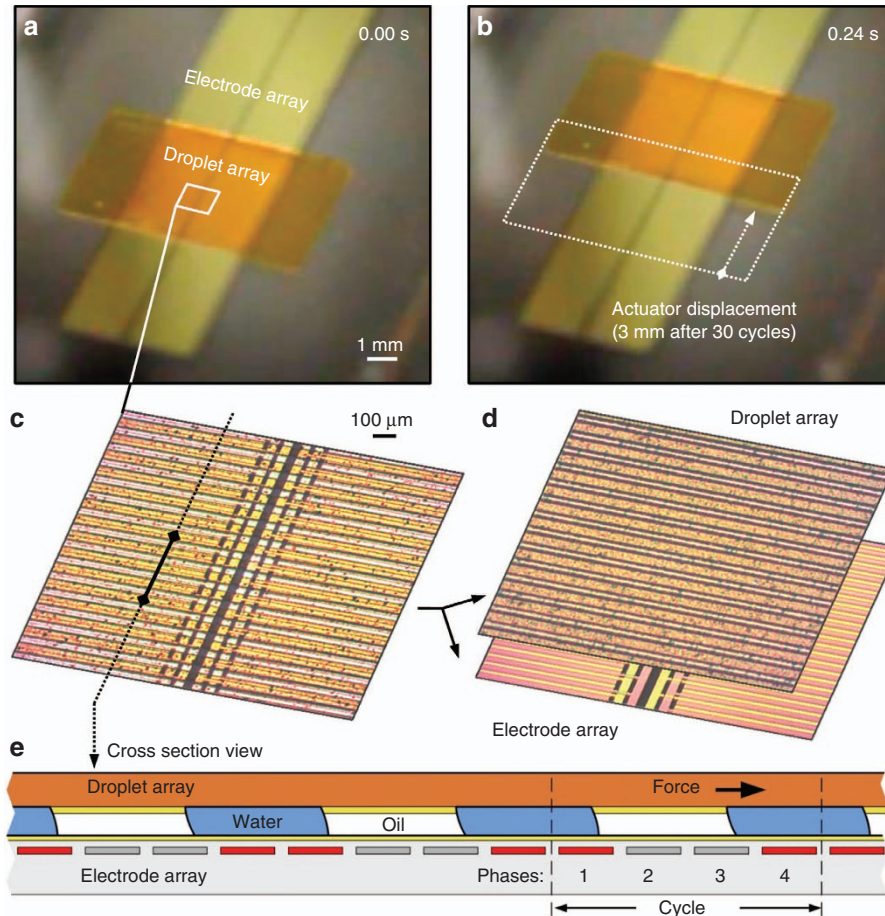 a
0.00 s
Electrode array
Droplet array
1 mm
b
0.24 s
Actuator displacement
(3 mm after 30 cycles)
c
100 μm
d
Droplet array
Electrode array
e
Cross section view
Droplet array
Force
Water
Oil
Electrode array
Phases:
1
2
3
4
Cycle